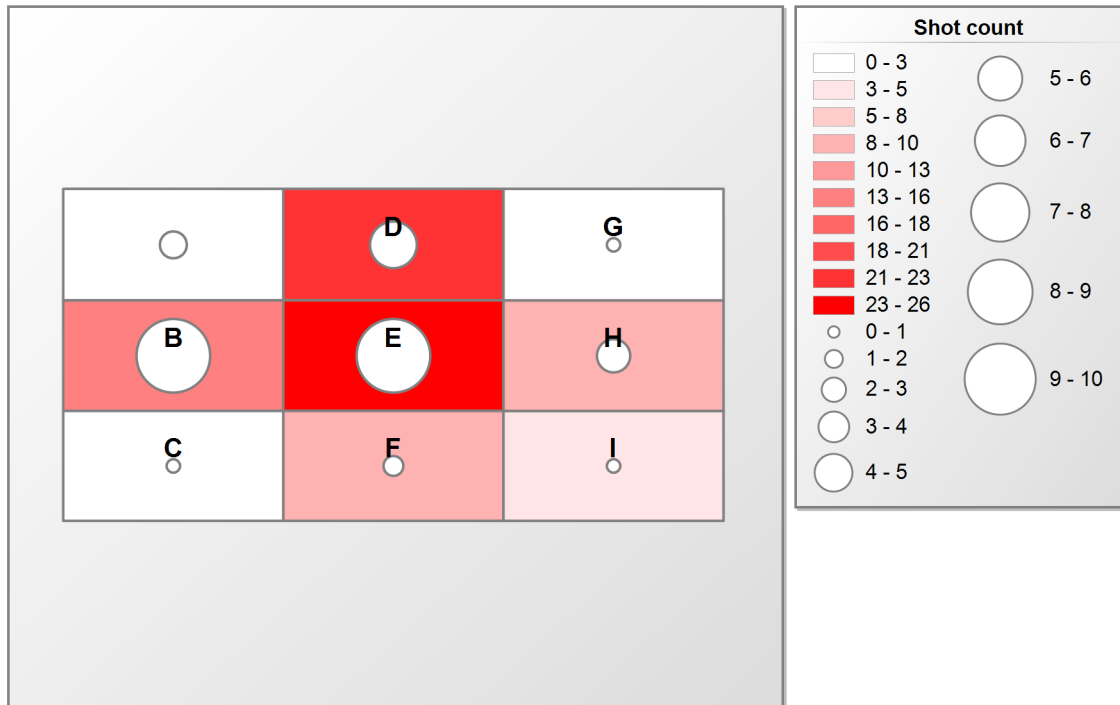 Shot count
0 - 3
3 - 5
5 - 8
8 - 10
10 - 13
13 - 16
16 - 18
18 - 21
21 - 23
23 - 26
0 - 1
1 - 2
2 - 3
3 - 4
4 - 5
5 - 6
6 - 7
7 - 8
8 - 9
9 - 10
D G
B E H
C F I